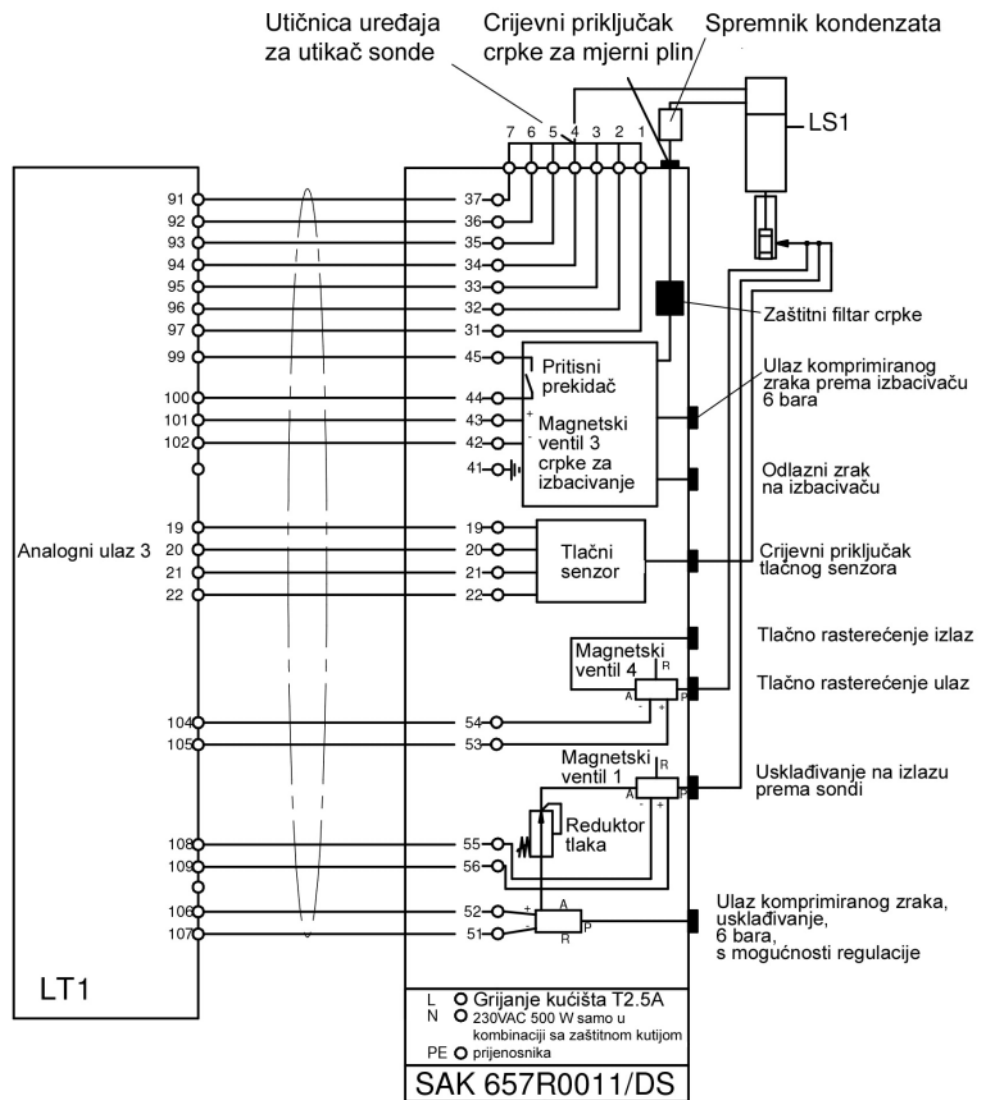 Utičnica uređaja
za utikač sonde
Crijevni priključak
crpke za mjerni plin
Spremnik kondenzata
LS1
7 6 5 4 3 2 1
91 37
92 36
93 35
94 34
95 33
96 32
97 31
Zaštitni filtar crpke
99 45
Pritisni
prekidač
100 44
101 43 +
102 42 -
41
Magnetski
ventil 3
crpke za
izbacivanje
Ulaz komprimiranog
zraka prema izbacivaču
6 bara
Odlazni zrak
na izbacivaču
Analogni ulaz 3
19 19
20 20
21 21
22 22
Tlačni
senzor
Crijevni priključak
tlačnog senzora
Tlačno rasterećenje izlaz
Magnetski
ventil 4
R
A - + P
Tlačno rasterećenje ulaz
104 54
105 53
Magnetski
ventil 1
R
A - + P
Usklađivanje na izlazu
prema sondi
Reduktor
tlaka
108 55
109 56
106 52 +
107 51 -
A
P
R
Ulaz komprimiranog zraka,
usklađivanje,
6 bara,
s mogućnosti regulacije
LT1
L Grijanje kućišta T2.5A
N 230VAC 500 W samo u
kombinaciji sa zaštitnom kutijom
PE prijenosnika
SAK 657R0011/DS